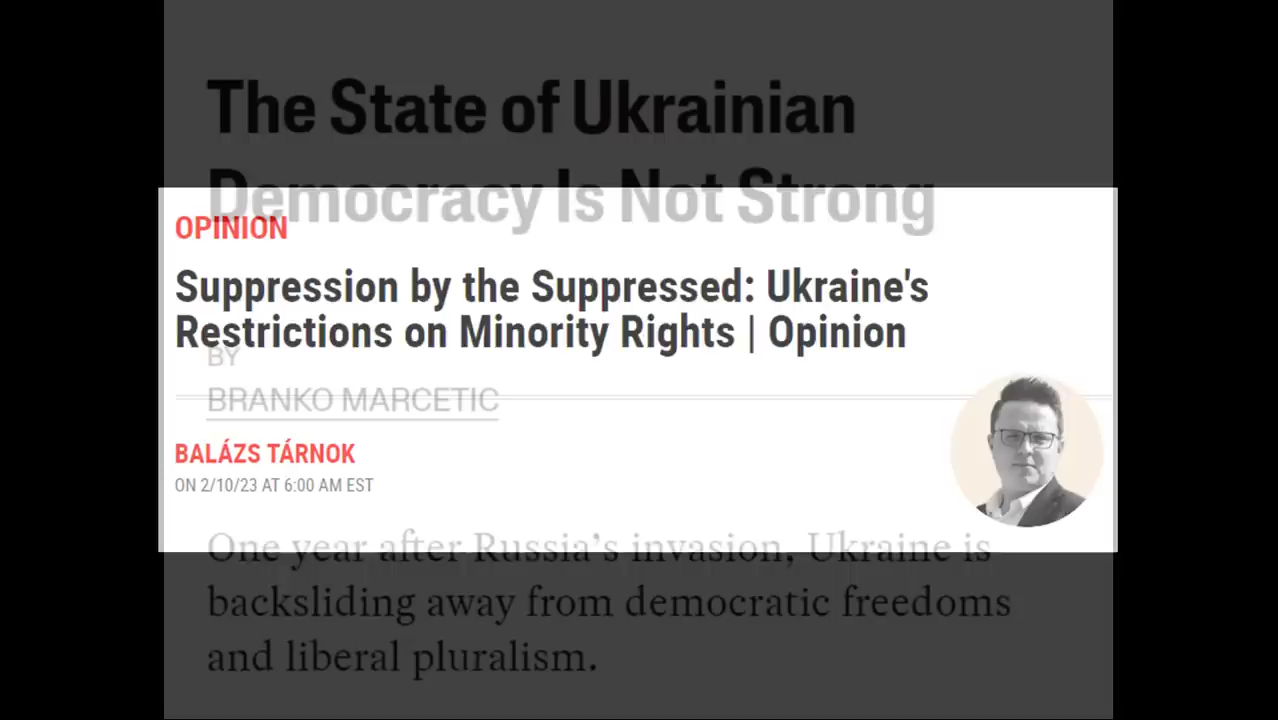 The State of Ukrainian
Democracy Is Not Strong
OPINION
Suppression by the Suppressed: Ukraine's
Restrictions on Minority Rights | Opinion
BY
BRANKO MARCETIC
BALÁZS TÁRNOK
ON 2/10/23 AT 6:00 AM EST
One year after Russia's invasion, Ukraine is
backsliding away from democratic freedoms
and liberal pluralism.